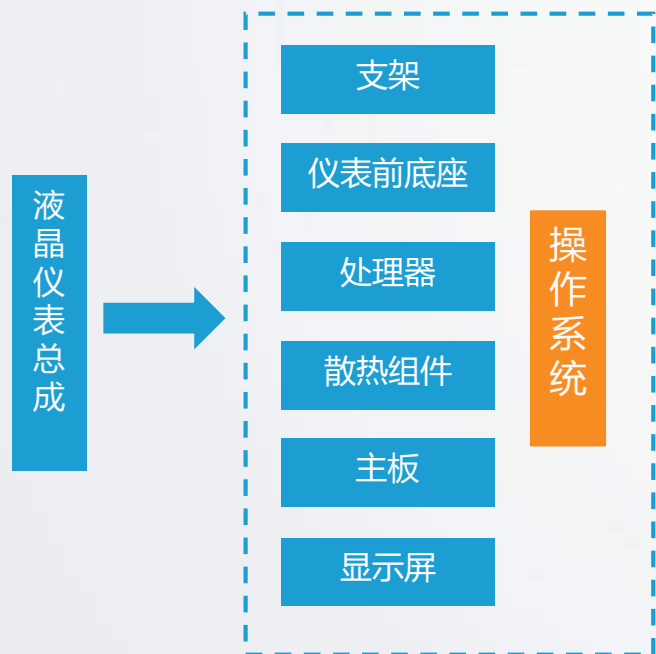 液晶仪表总成
支架
仪表前底座
处理器
散热组件
主板
显示屏
操作系统